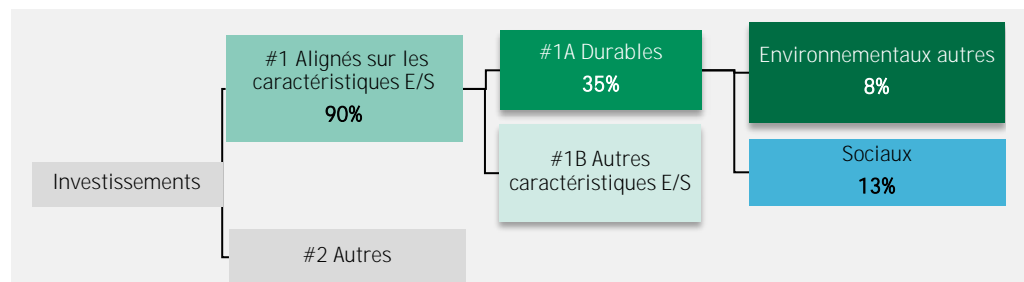 Investissements
#1 Alignés sur les
caractéristiques E/S
90%
#2 Autres
#1A Durables
35%
#1B Autres
caractéristiques E/S
Environnementaux autres
8%
Sociaux
13%